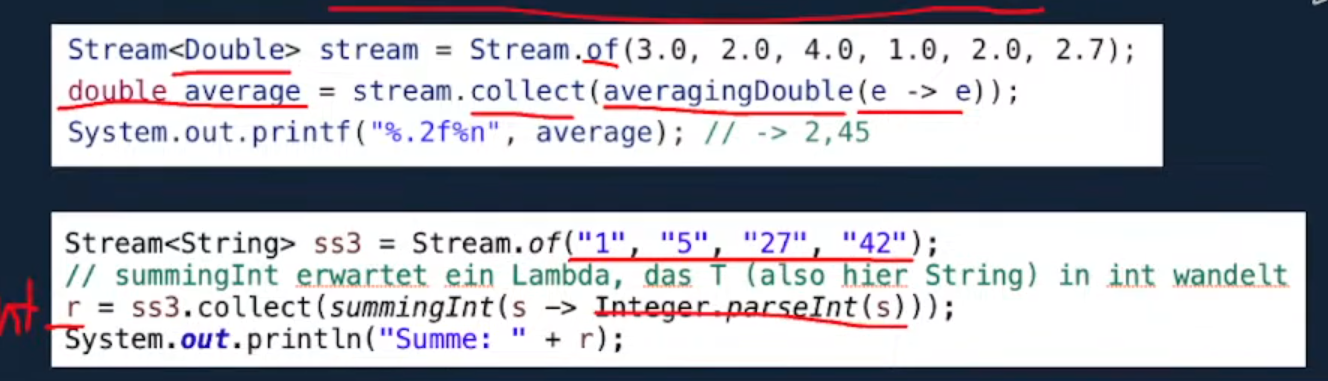 Stream<Double> stream = Stream.of(3.0, 2.0, 4.0, 1.0, 2.0, 2.7);
double average = stream.collect(averagingDouble(e -> e));
System.out.printf("%.2f%n", average); // -> 2,45
Stream<String> ss3 = Stream.of("1", "5", "27", "42");
// summingInt erwartet ein Lambda, das T (also hier String) in int wandelt
r = ss3.collect(summingInt(s -> Integer.parseInt(s)));
System.out.println("Summe: " + r);